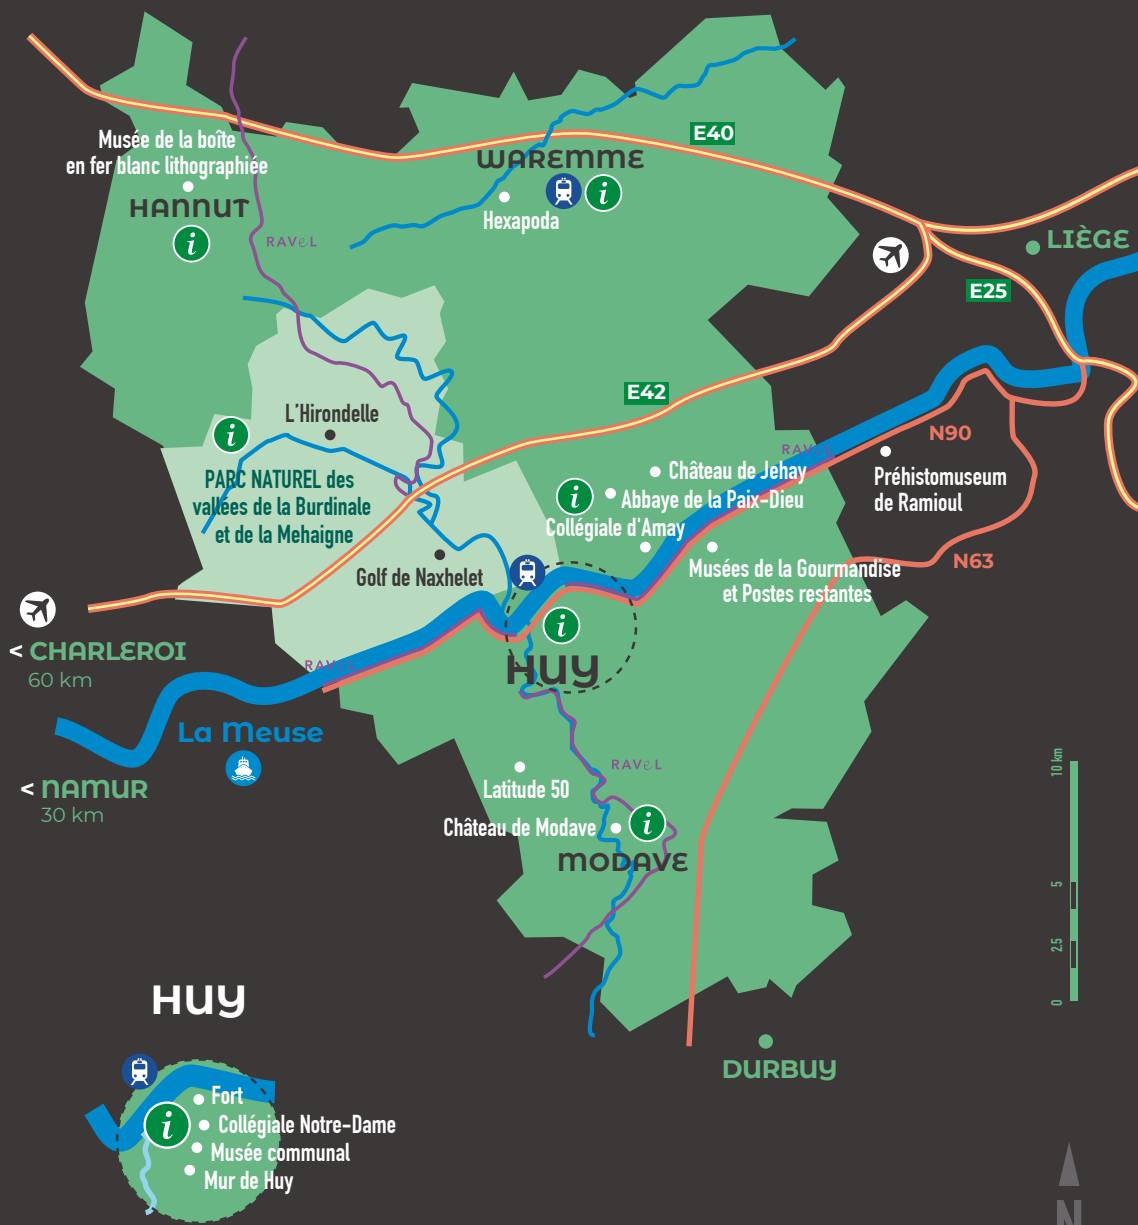 E40
Musée de la boîte
en fer blanc lithographiée
WAREMME
HANNUT
Hexapoda
RAVeL
LIÈGE
E25
E42
L'Hirondelle
N90
RAVeL
PARC NATUREL des
vallées de la Burdinale
et de la Mehaigne
Château de Jehay
Abbaye de la Paix-Dieu
Collégiale d'Amay
Préhistomuseum
de Ramioul
N63
Golf de Naxhelet
Musées de la Gourmandise
et Postes restantes
< CHARLEROI
60 km
RAVeL
HUY
La Meuse
< NAMUR
30 km
RAVeL
Latitude 50
Château de Modave
MODAVE
10 km
5
2.5
0
HUY
DURBUY
Fort
Collégiale Notre-Dame
Musée communal
Mur de Huy
N